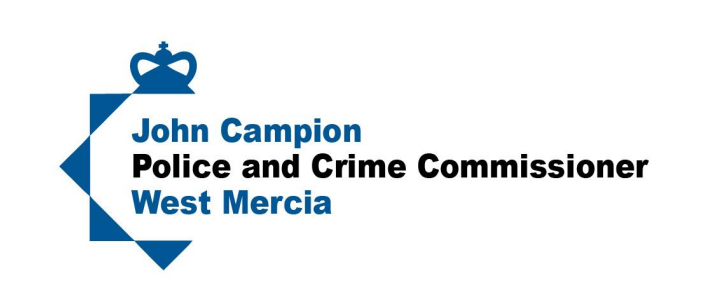 John Campion
Police and Crime Commissioner
West Mercia